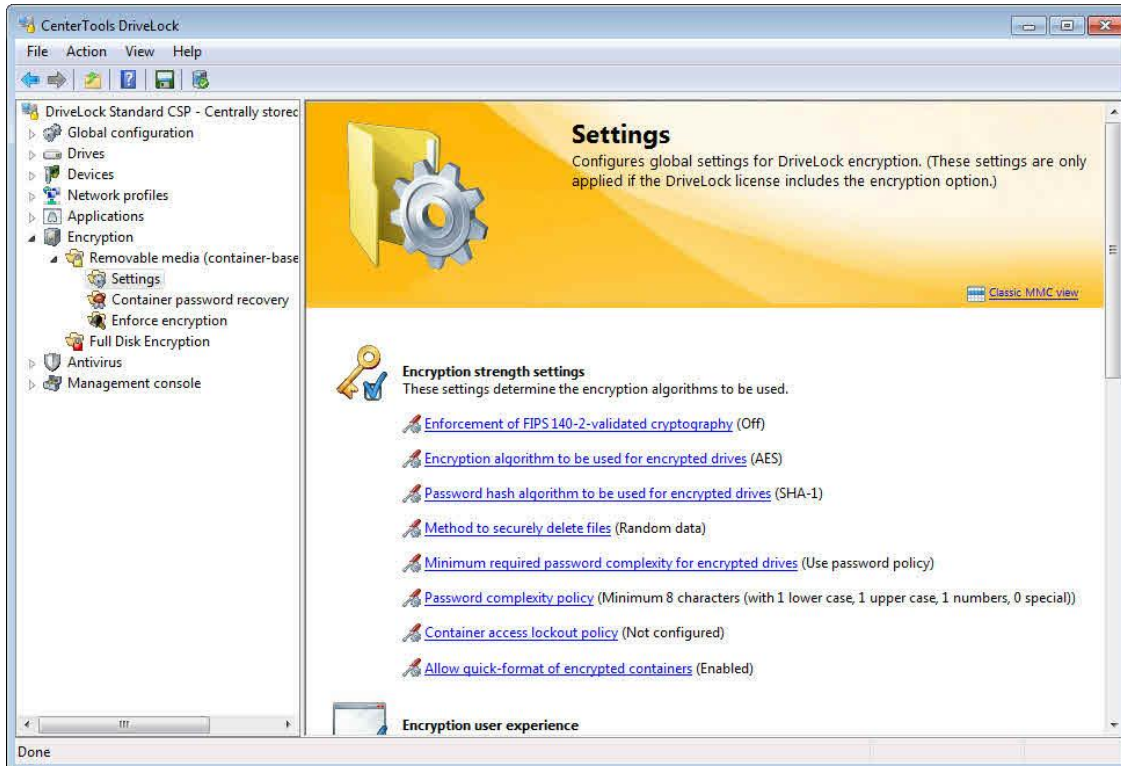 CenterTools DriveLock
File Action View Help
DriveLock Standard CSP - Centrally storec
Global configuration
Drives
Devices
Network profiles
Applications
Encryption
Removable media (container-base
Settings
Container password recovery
Enforce encryption
Full Disk Encryption
Antivirus
Management console
Settings
Configures global settings for DriveLock encryption. (These settings are only
applied if the DriveLock license includes the encryption option.)
Classic MMC view
Encryption strength settings
These settings determine the encryption algorithms to be used.
Enforcement of FIPS 140-2-validated cryptography (Off)
Encryption algorithm to be used for encrypted drives (AES)
Password hash algorithm to be used for encrypted drives (SHA-1)
Method to securely delete files (Random data)
Minimum required password complexity for encrypted drives (Use password policy)
Password complexity policy (Minimum 8 characters (with 1 lower case, 1 upper case, 1 numbers, 0 special))
Container access lockout policy (Not configured)
Allow quick-format of encrypted containers (Enabled)
Encryption user experience
Done